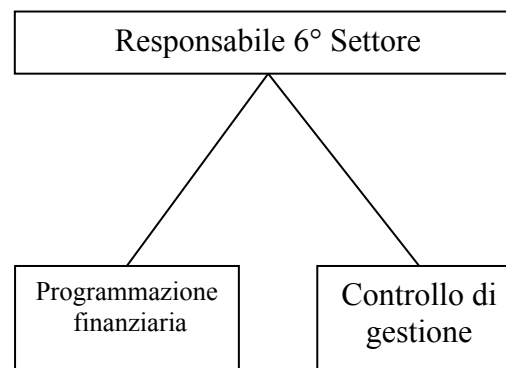 Responsabile 6° Settore
Programmazione
finanziaria
Controllo di
gestione